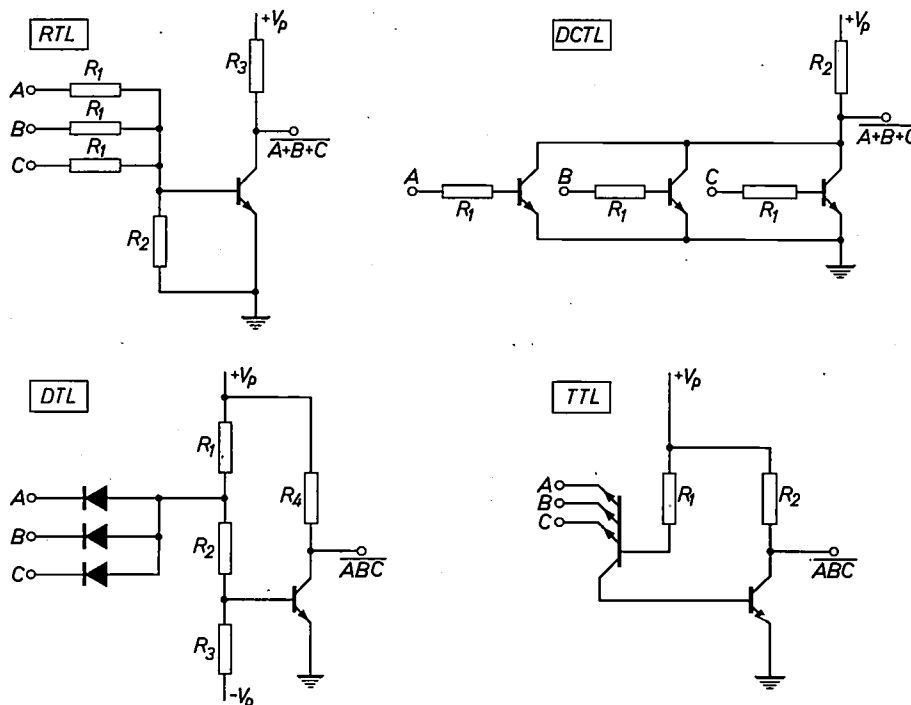 RTL
+Vp
R3
A
R1
B
R1
C
R1
A+B+C
R2
DCTL
+Vp
R2
A+B+C
A
R1
B
R1
C
R1
DTL
+Vp
R1
A
B
C
R4
R2
ABC
R3
-Vp
TTL
+Vp
A
B
C
R1
R2
ABC